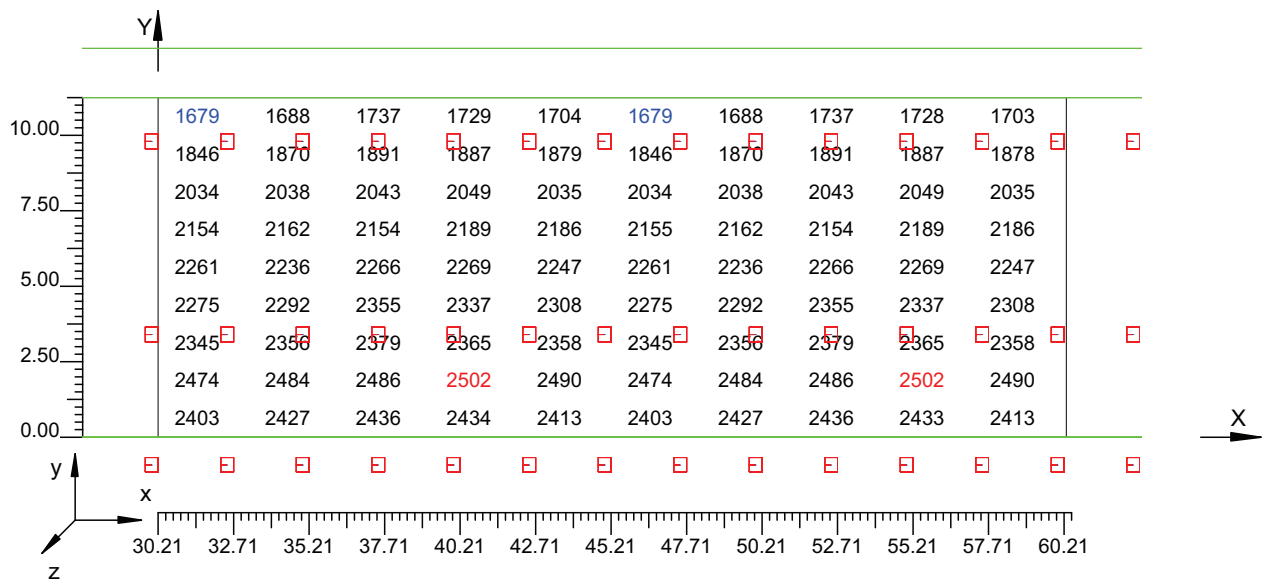 Y
1679 1688 1737 1729 1704 1679 1688 1737 1728 1703
10.00
1846 1870 1891 1887 1879 1846 1870 1891 1887 1878
2034 2038 2043 2049 2035 2034 2038 2043 2049 2035
7.50
2154 2162 2154 2189 2186 2155 2162 2154 2189 2186
2261 2236 2266 2269 2247 2261 2236 2266 2269 2247
5.00
2275 2292 2355 2337 2308 2275 2292 2355 2337 2308
2345 2356 2379 2365 2358 2345 2356 2379 2365 2358
2.50
2474 2484 2486 2502 2490 2474 2484 2486 2502 2490
2403 2427 2436 2434 2413 2403 2427 2436 2433 2413
0.00
X
y
x
30.21 32.71 35.21 37.71 40.21 42.71 45.21 47.71 50.21 52.71 55.21 57.71 60.21
z